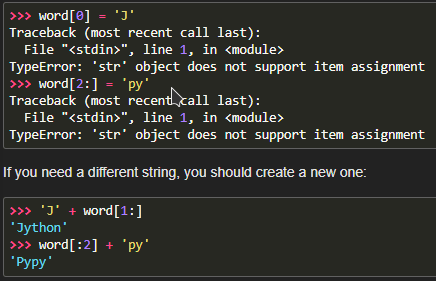 >>> word[0] = 'J'
Traceback (most recent call last):
  File "<stdin>", line 1, in <module>
TypeError: 'str' object does not support item assignment
>>> word[2:] = 'py'
Traceback (most recent call last):
  File "<stdin>", line 1, in <module>
TypeError: 'str' object does not support item assignment
If you need a different string, you should create a new one:
>>> 'J' + word[1:]
'Jython'
>>> word[:2] + 'py'
'Pypy'